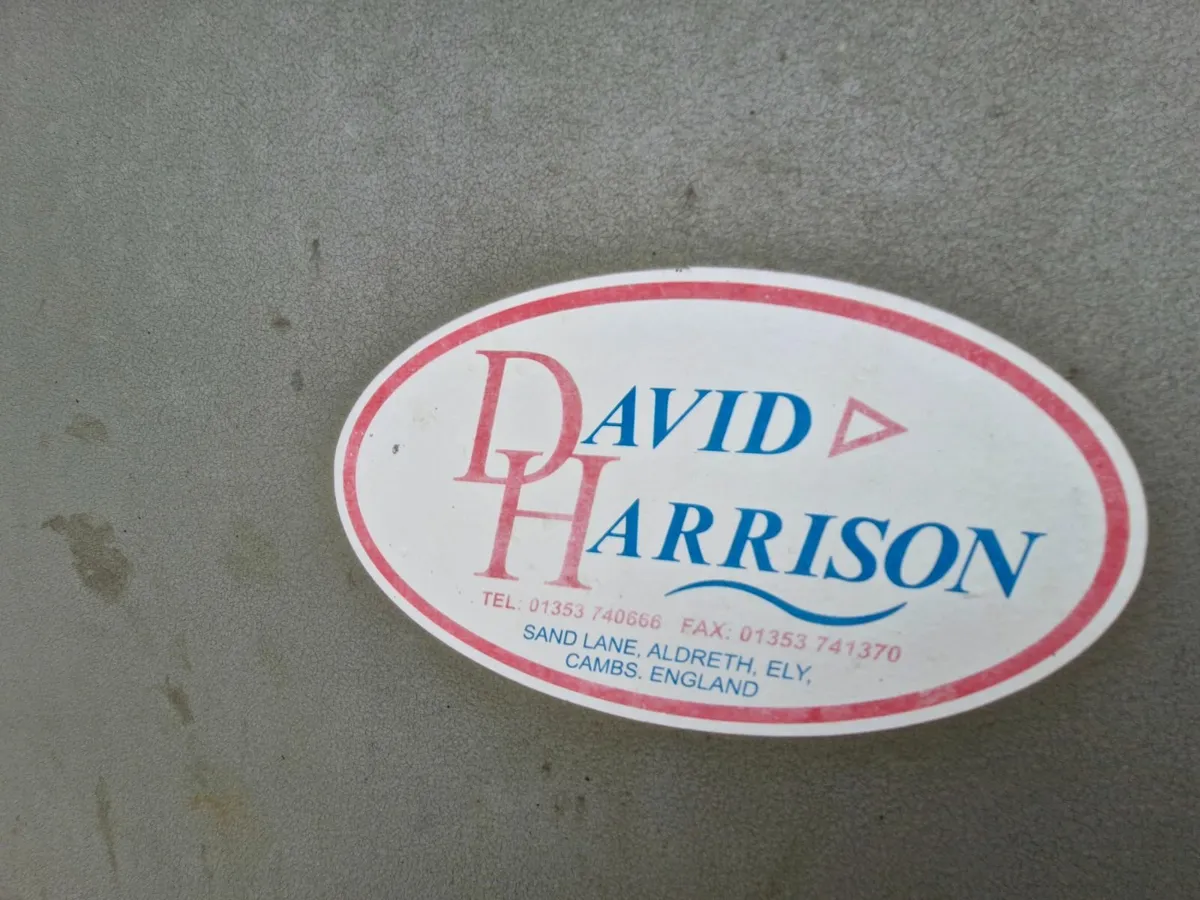 DAVID
HARRISON
TEL: 01353 740666 FAX: 01353 741370
SAND LANE, ALDRETH, ELY,
CAMBS. ENGLAND